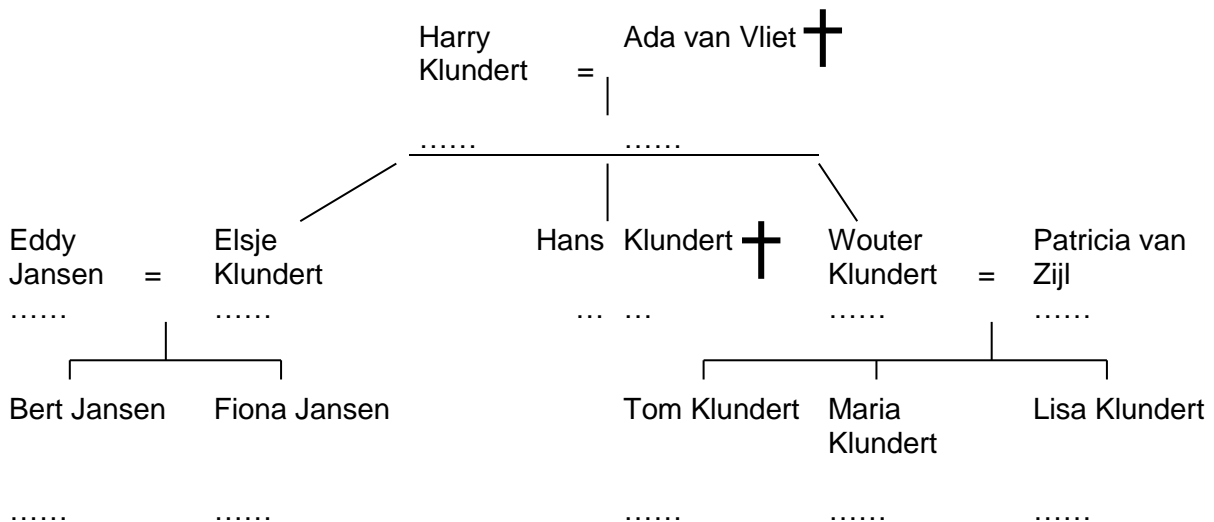 Harry Ada van Vliet
Klundert =
…… ……
Eddy Elsje Hans Klundert Wouter Patricia van
Jansen = Klundert Klundert = Zijl
…… …… … … …… ……
Bert Jansen Fiona Jansen Tom Klundert Maria Lisa Klundert
Klundert
…… …… …… …… ……